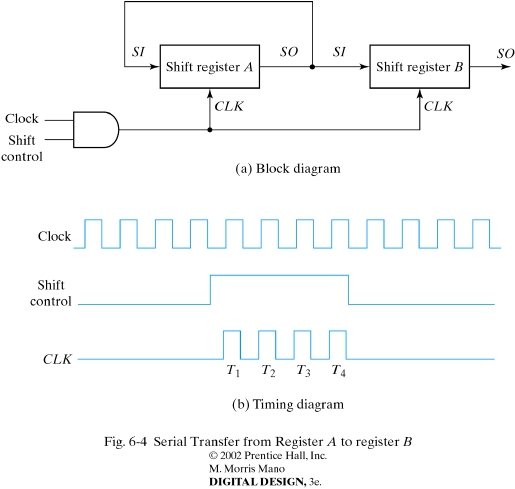 SI
Shift register A
SO
SI
Shift register B
SO
CLK
CLK
Clock
Shift
control
(a) Block diagram
Clock
Shift
control
CLK
T1 T2 T3 T4
(b) Timing diagram
Fig. 6-4 Serial Transfer from Register A to register B
© 2002 Prentice Hall, Inc.
M. Morris Mano
DIGITAL DESIGN, 3e.